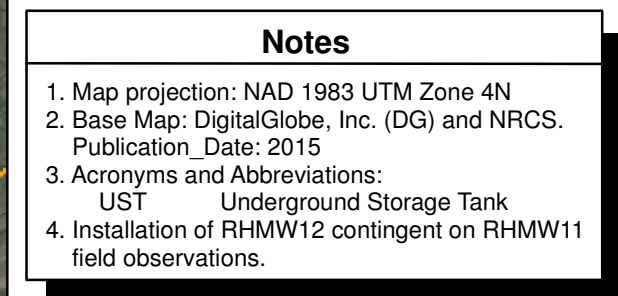 Notes
1. Map projection: NAD 1983 UTM Zone 4N
2. Base Map: DigitalGlobe, Inc. (DG) and NRCS.
Publication_Date: 2015
3. Acronyms and Abbreviations:
UST Underground Storage Tank
4. Installation of RHMW12 contingent on RHMW11
field observations.